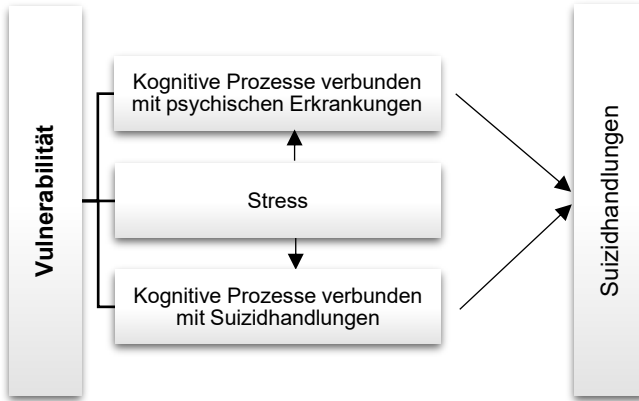 Vulnerabilität
Kognitive Prozesse verbunden
mit psychischen Erkrankungen
Stress
Kognitive Prozesse verbunden
mit Suizidhandlungen
Suizidhandlungen